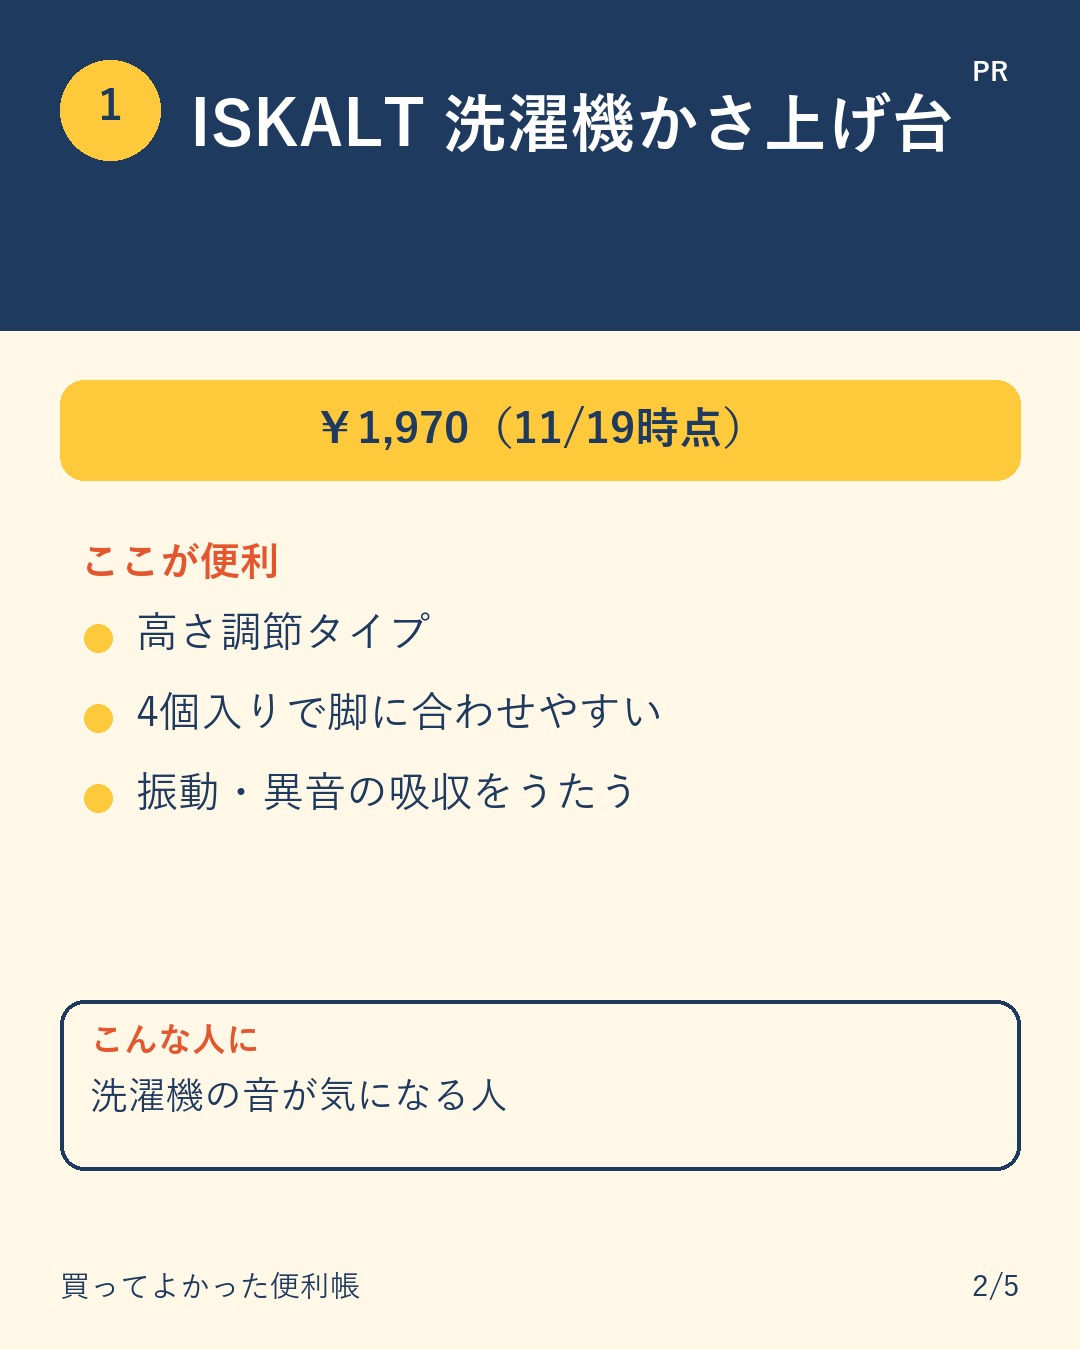 PR
1
ISKALT 洗濯機かさ上げ台
￥1,970（11/19時点）
ここが便利
高さ調節タイプ
4個入りで脚に合わせやすい
振動・異音の吸収をうたう
こんな人に
洗濯機の音が気になる人
買ってよかった便利帳
2/5